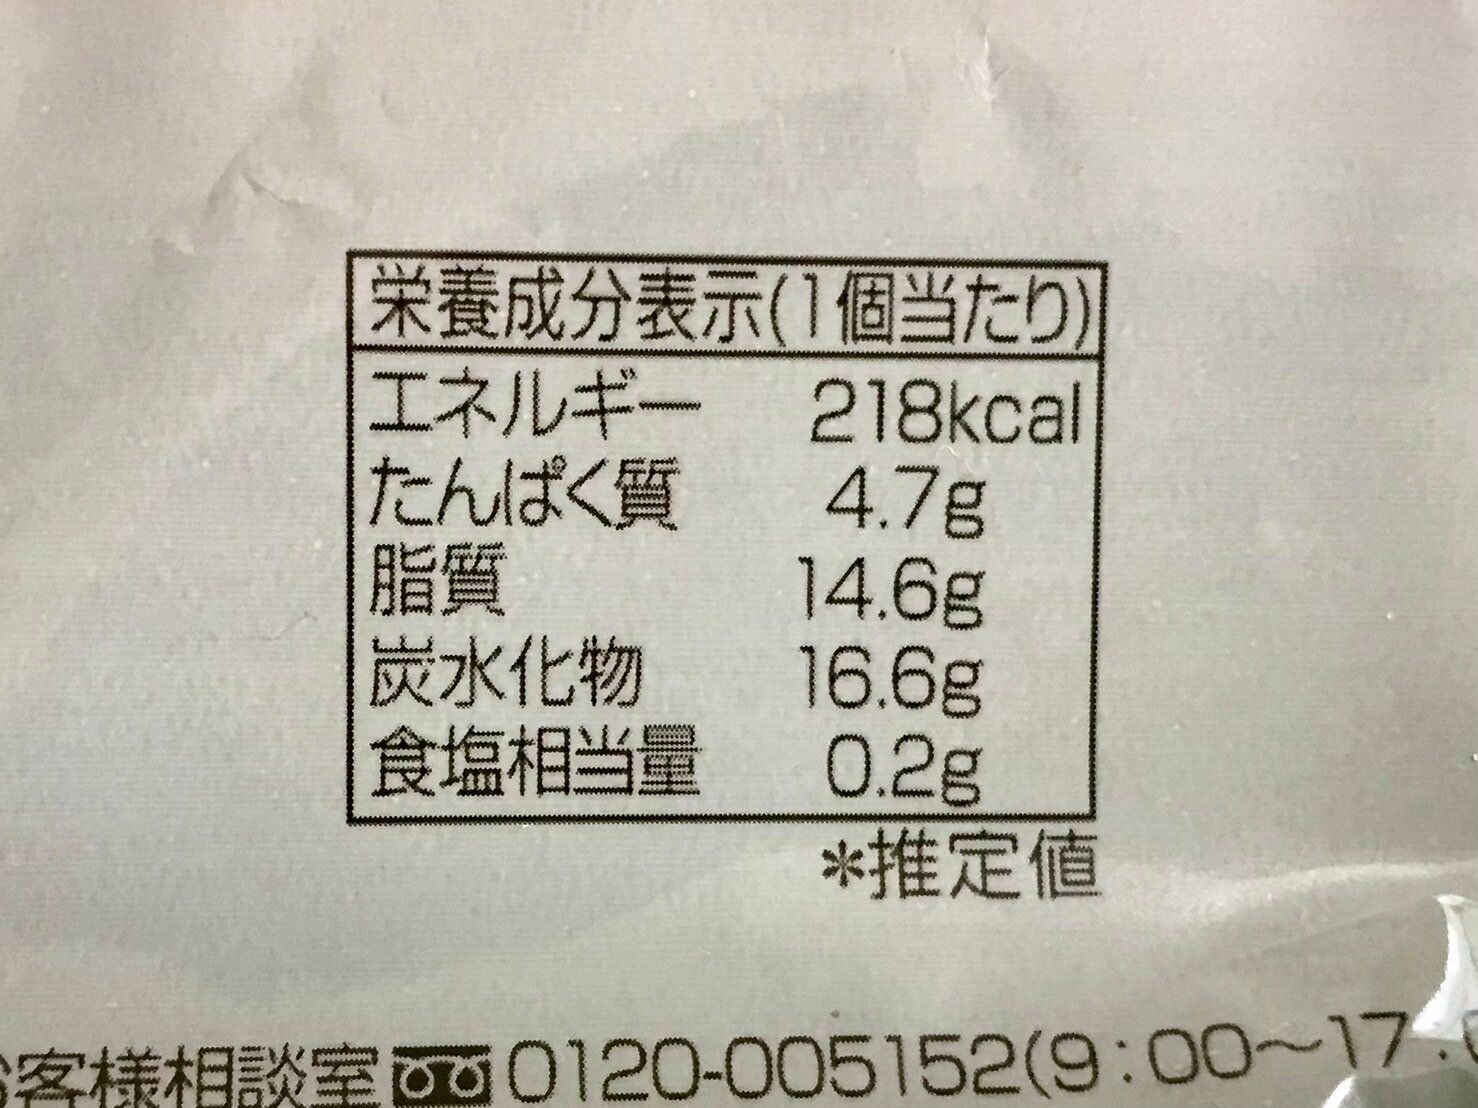 栄養成分表示(1個当たり)
エネルギー 218kcal
たんぱく質 4.7g
脂質 14.6g
炭水化物 16.6g
食塩相当量 0.2g
*推定値
お客様相談室 0120-005152(9:00～17:0